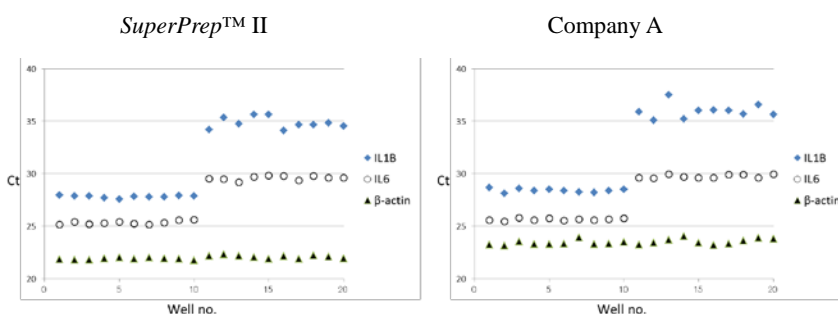 SuperPrep™ II
Company A
40
35
30
25
20
Ct
0
5
10
15
20
Well no.
IL1B
IL6
β-actin
40
35
30
25
20
Ct
0
5
10
15
20
Well no.
IL1B
IL6
β-actin